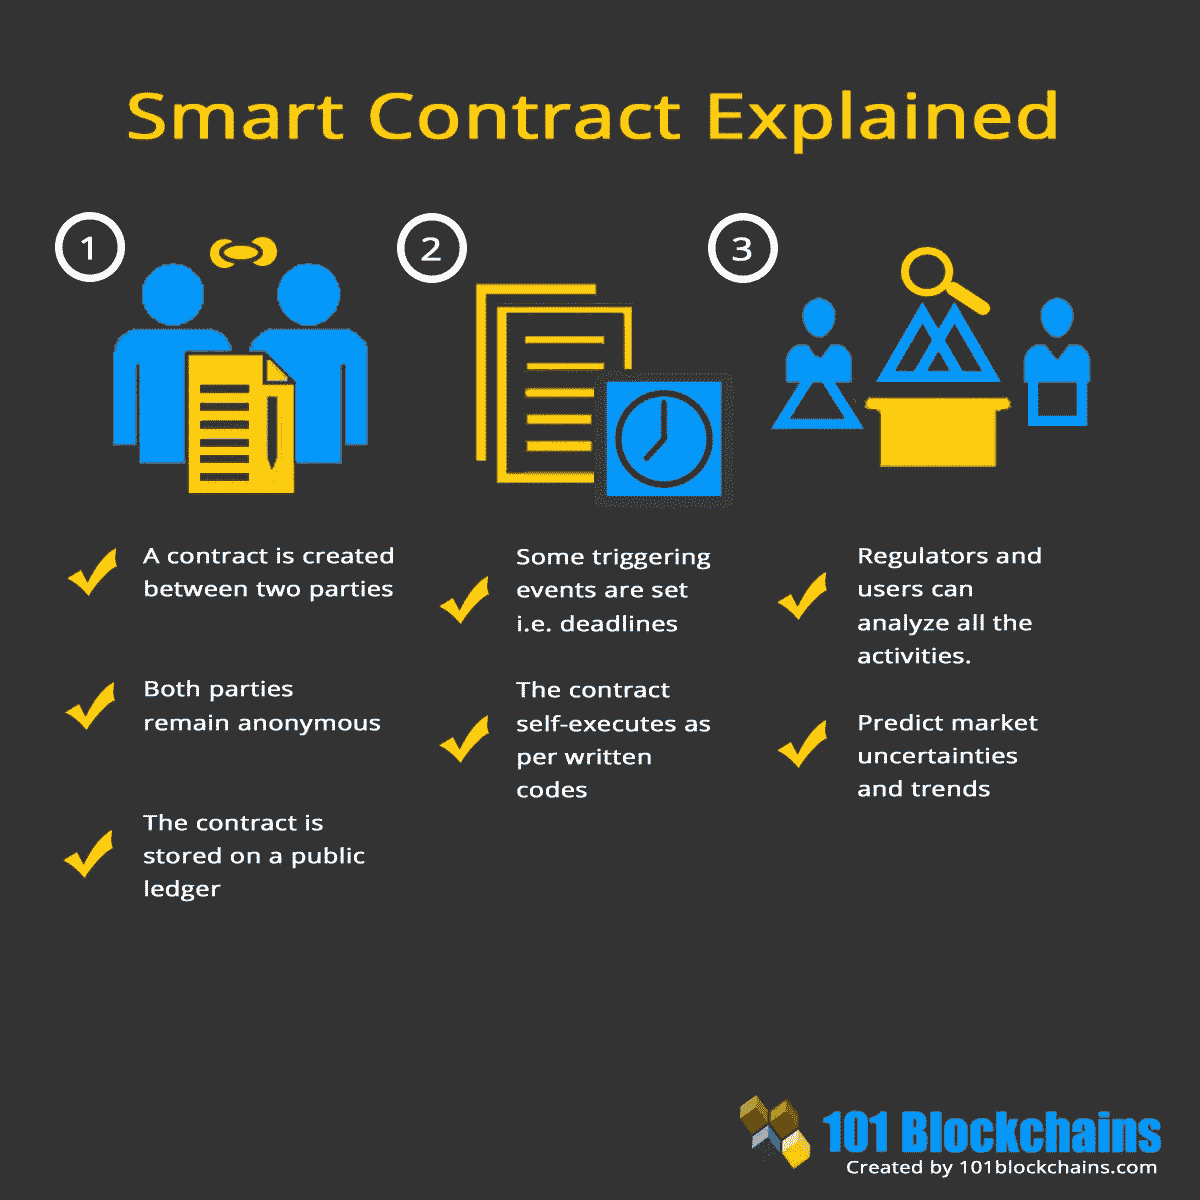 Smart Contract Explained
1
2
3
A contract is created
between two parties
Both parties
remain anonymous
The contract is
stored on a public
ledger
Some triggering
events are set
i.e. deadlines
The contract
self-executes as
per written
codes
Regulators and
users can
analyze all the
activities.
Predict market
uncertainties
and trends
101 Blockchains
Created by 101blockchains.com